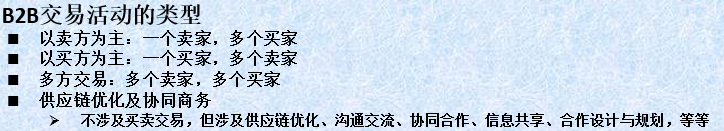 B2B交易活动的类型
■ 以卖方为主：一个卖家，多个买家
■ 以买方为主：一个买家，多个卖家
■ 多方交易：多个卖家，多个买家
■ 供应链优化及协同商务
➢ 不涉及买卖交易，但涉及供应链优化、沟通交流、协同合作、信息共享、合作设计与规划，等等